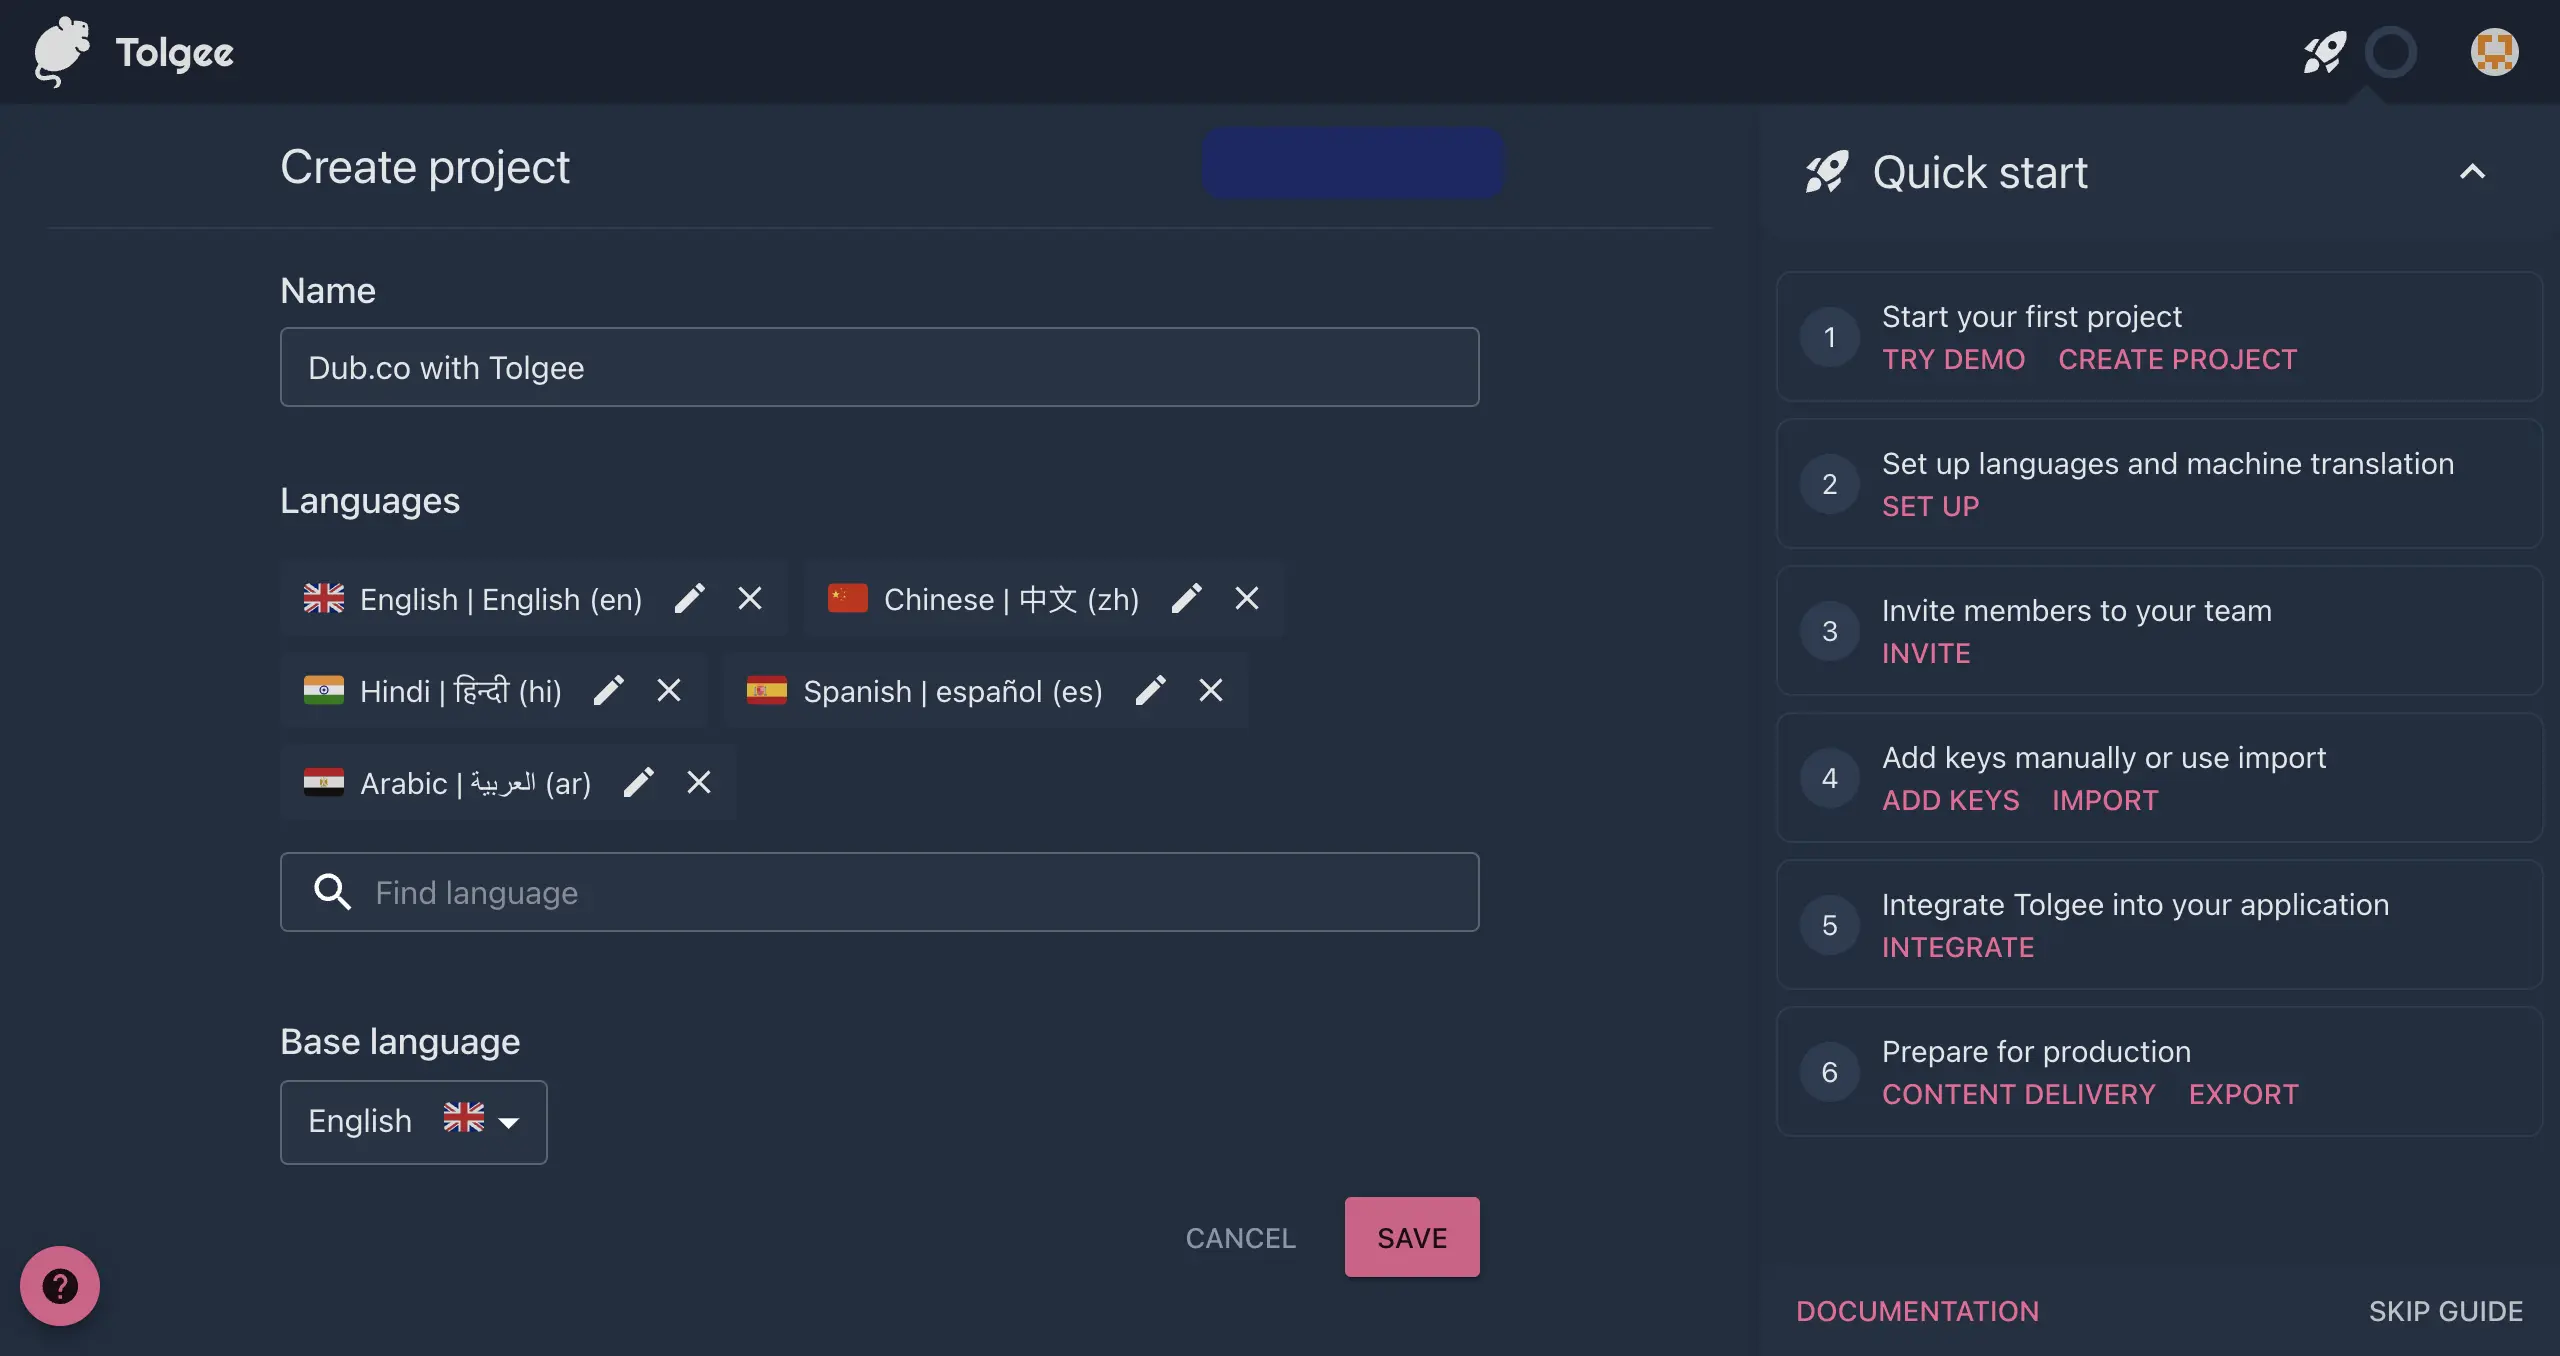 Tolgee
Create project
Name
Dub.co with Tolgee
Languages
English | English (en)
Chinese | 中文 (zh)
Hindi | हिन्दी (hi)
Spanish | español (es)
Arabic | العربية (ar)
Find language
Base language
English
CANCEL
SAVE
Quick start
1
Start your first project
TRY DEMO CREATE PROJECT
2
Set up languages and machine translation
SET UP
3
Invite members to your team
INVITE
4
Add keys manually or use import
ADD KEYS IMPORT
5
Integrate Tolgee into your application
INTEGRATE
6
Prepare for production
CONTENT DELIVERY EXPORT
DOCUMENTATION
SKIP GUIDE